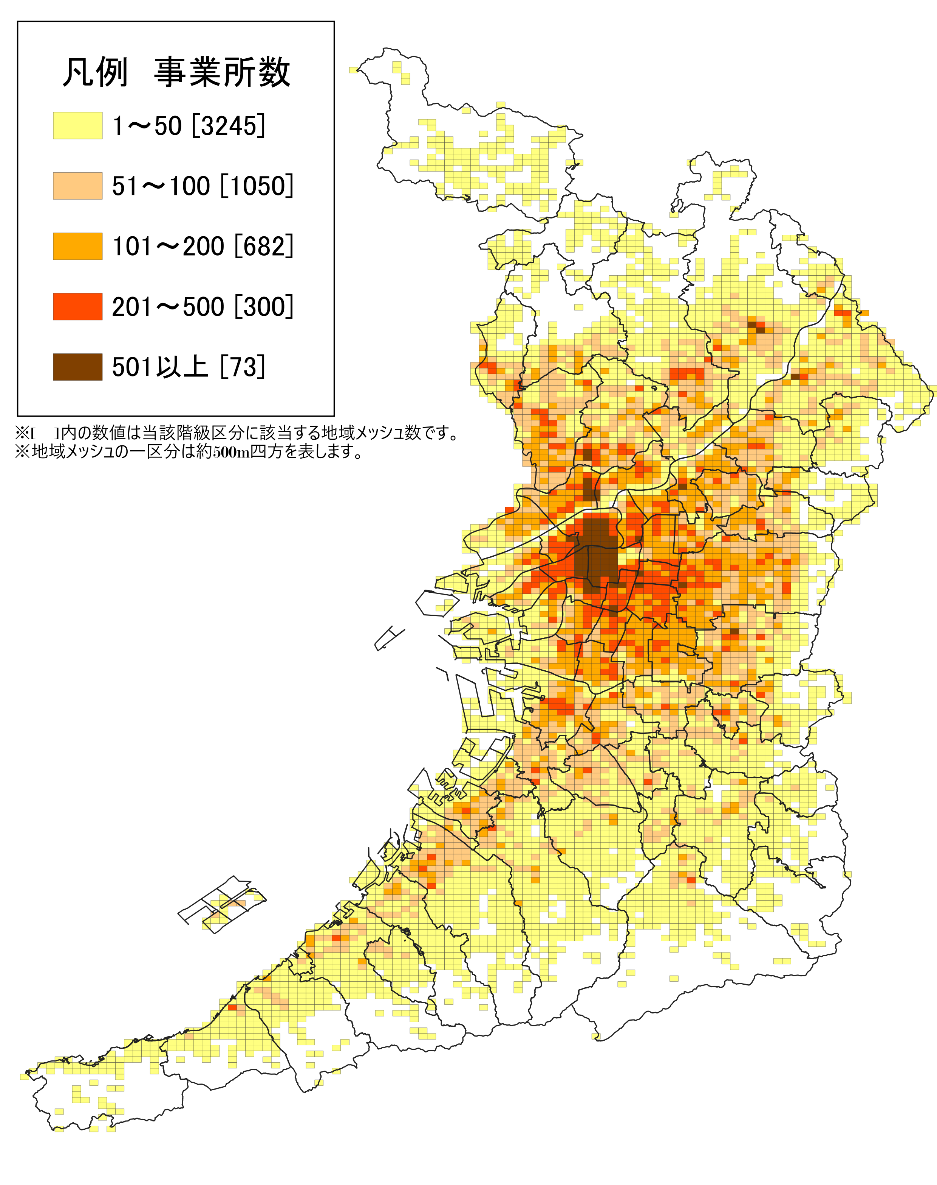 凡例　事業所数
1～50 [3245]
51～100 [1050]
101～200 [682]
201～500 [300]
501以上 [73]
※[　]内の数値は当該階級区分に該当する地域メッシュ数です。
※地域メッシュの一区分は約500m四方を表します。